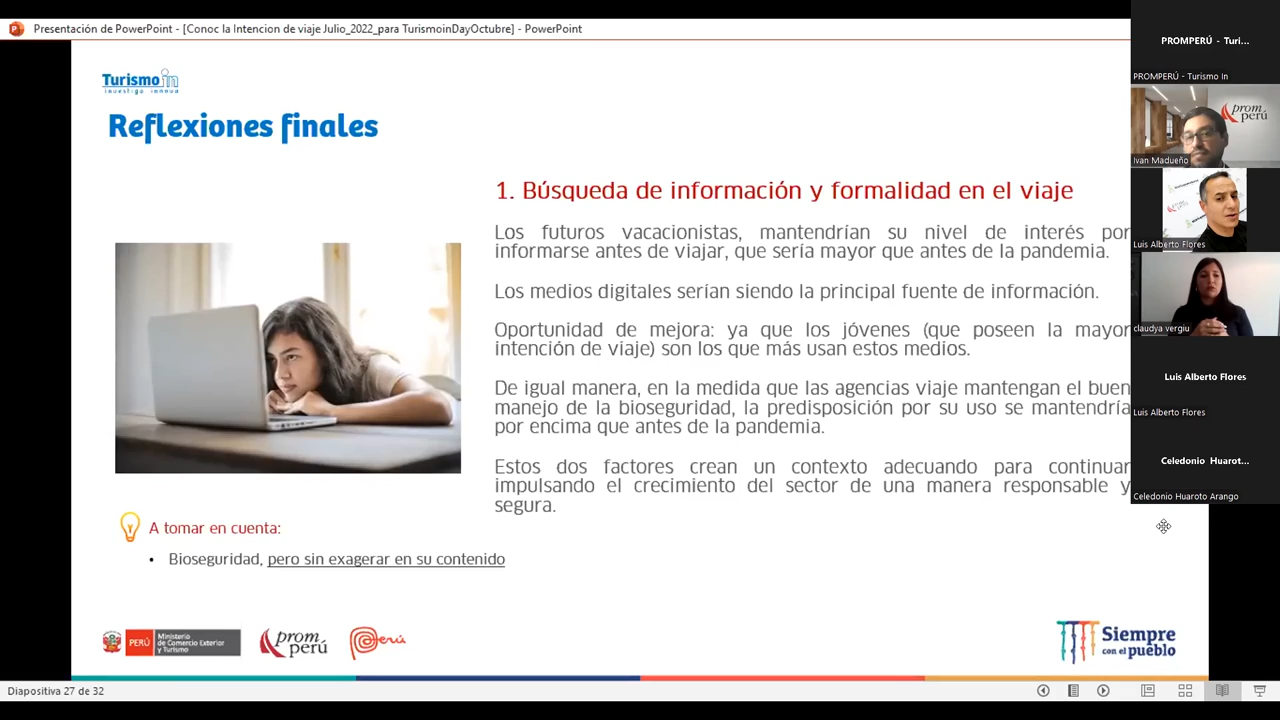 Presentación de PowerPoint - [Conoc la Intencion de viaje Julio_2022_para TurismoinDayOctubre] - PowerPoint
Turismo in
investiga innova
Reflexiones finales
1. Búsqueda de información y formalidad en el viaje
Los futuros vacacionistas, mantendrían su nivel de interés por
informarse antes de viajar, que sería mayor que antes de la pandemia.
Los medios digitales serían siendo la principal fuente de información.
Oportunidad de mejora: ya que los jóvenes (que poseen la mayor
intención de viaje) son los que más usan estos medios.
De igual manera, en la medida que las agencias viaje mantengan el buen
manejo de la bioseguridad, la predisposición por su uso se mantendría
por encima que antes de la pandemia.
Estos dos factores crean un contexto adecuando para continuar
impulsando el crecimiento del sector de una manera responsable y
segura.
A tomar en cuenta:
• Bioseguridad, pero sin exagerar en su contenido
PERÚ
Ministerio
de Comercio Exterior
y Turismo
prom
perú
Perú
Siempre
con el pueblo
Diapositiva 27 de 32
PROMPERÚ - Turi...
PROMPERÚ - Turismo In
prom
perú
Ivan Madueño
Luis Alberto Flores
claudya vergiu
Luis Alberto Flores
Luis Alberto Flores
Celedonio Huarot...
Celedonio Huaroto Arango